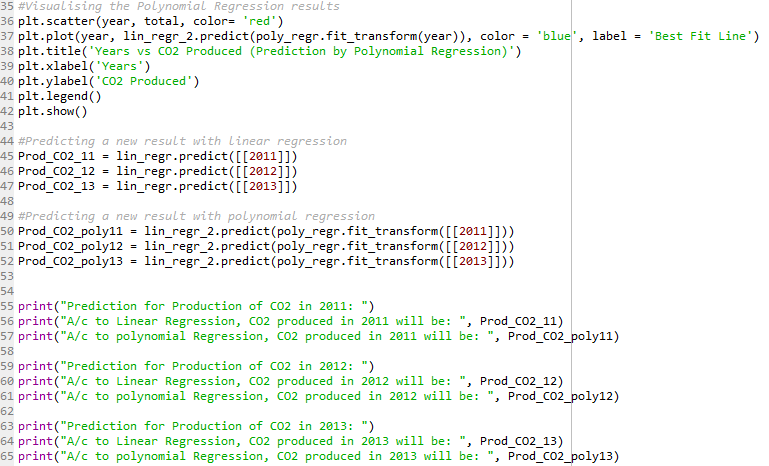 35 #Visualising the Polynomial Regression results
36 plt.scatter(year, total, color= 'red')
37 plt.plot(year, lin_regr_2.predict(poly_regr.fit_transform(year)), color = 'blue', label = 'Best Fit Line')
38 plt.title('Years vs CO2 Produced (Prediction by Polynomial Regression)')
39 plt.xlabel('Years')
40 plt.ylabel('CO2 Produced')
41 plt.legend()
42 plt.show()
43
44 #Predicting a new result with linear regression
45 Prod_CO2_11 = lin_regr.predict([[2011]])
46 Prod_CO2_12 = lin_regr.predict([[2012]])
47 Prod_CO2_13 = lin_regr.predict([[2013]])
48
49 #Predicting a new result with polynomial regression
50 Prod_CO2_poly11 = lin_regr_2.predict(poly_regr.fit_transform([[2011]]))
51 Prod_CO2_poly12 = lin_regr_2.predict(poly_regr.fit_transform([[2012]]))
52 Prod_CO2_poly13 = lin_regr_2.predict(poly_regr.fit_transform([[2013]]))
53
54
55 print("Prediction for Production of CO2 in 2011: ")
56 print("A/c to Linear Regression, CO2 produced in 2011 will be: ", Prod_CO2_11)
57 print("A/c to polynomial Regression, CO2 produced in 2011 will be: ", Prod_CO2_poly11)
58
59 print("Prediction for Production of CO2 in 2012: ")
60 print("A/c to Linear Regression, CO2 produced in 2012 will be: ", Prod_CO2_12)
61 print("A/c to polynomial Regression, CO2 produced in 2012 will be: ", Prod_CO2_poly12)
62
63 print("Prediction for Production of CO2 in 2013: ")
64 print("A/c to Linear Regression, CO2 produced in 2013 will be: ", Prod_CO2_13)
65 print("A/c to polynomial Regression, CO2 produced in 2013 will be: ", Prod_CO2_poly13)